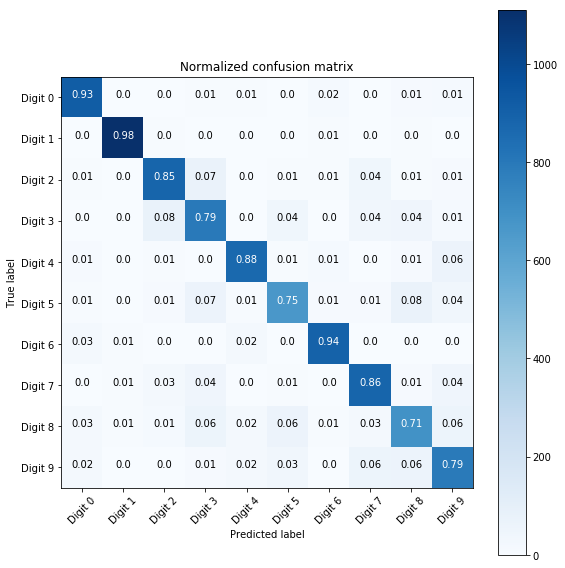 Normalized confusion matrix
Digit 0 0.93 0.0 0.0 0.01 0.01 0.0 0.02 0.0 0.01 0.01
Digit 1 0.0 0.98 0.0 0.0 0.0 0.0 0.01 0.0 0.0 0.0
Digit 2 0.01 0.0 0.85 0.07 0.0 0.01 0.01 0.04 0.01 0.01
Digit 3 0.0 0.0 0.08 0.79 0.0 0.04 0.0 0.04 0.04 0.01
Digit 4 0.01 0.0 0.01 0.0 0.88 0.01 0.01 0.0 0.01 0.06
Digit 5 0.01 0.0 0.01 0.07 0.01 0.75 0.01 0.01 0.08 0.04
Digit 6 0.03 0.01 0.0 0.0 0.02 0.0 0.94 0.0 0.0 0.0
Digit 7 0.0 0.01 0.03 0.04 0.0 0.01 0.0 0.86 0.01 0.04
Digit 8 0.03 0.01 0.01 0.06 0.02 0.06 0.01 0.03 0.71 0.06
Digit 9 0.02 0.0 0.0 0.01 0.02 0.03 0.0 0.06 0.06 0.79
True label
Digit 0 Digit 1 Digit 2 Digit 3 Digit 4 Digit 5 Digit 6 Digit 7 Digit 8 Digit 9
Predicted label
1000
800
600
400
200
0